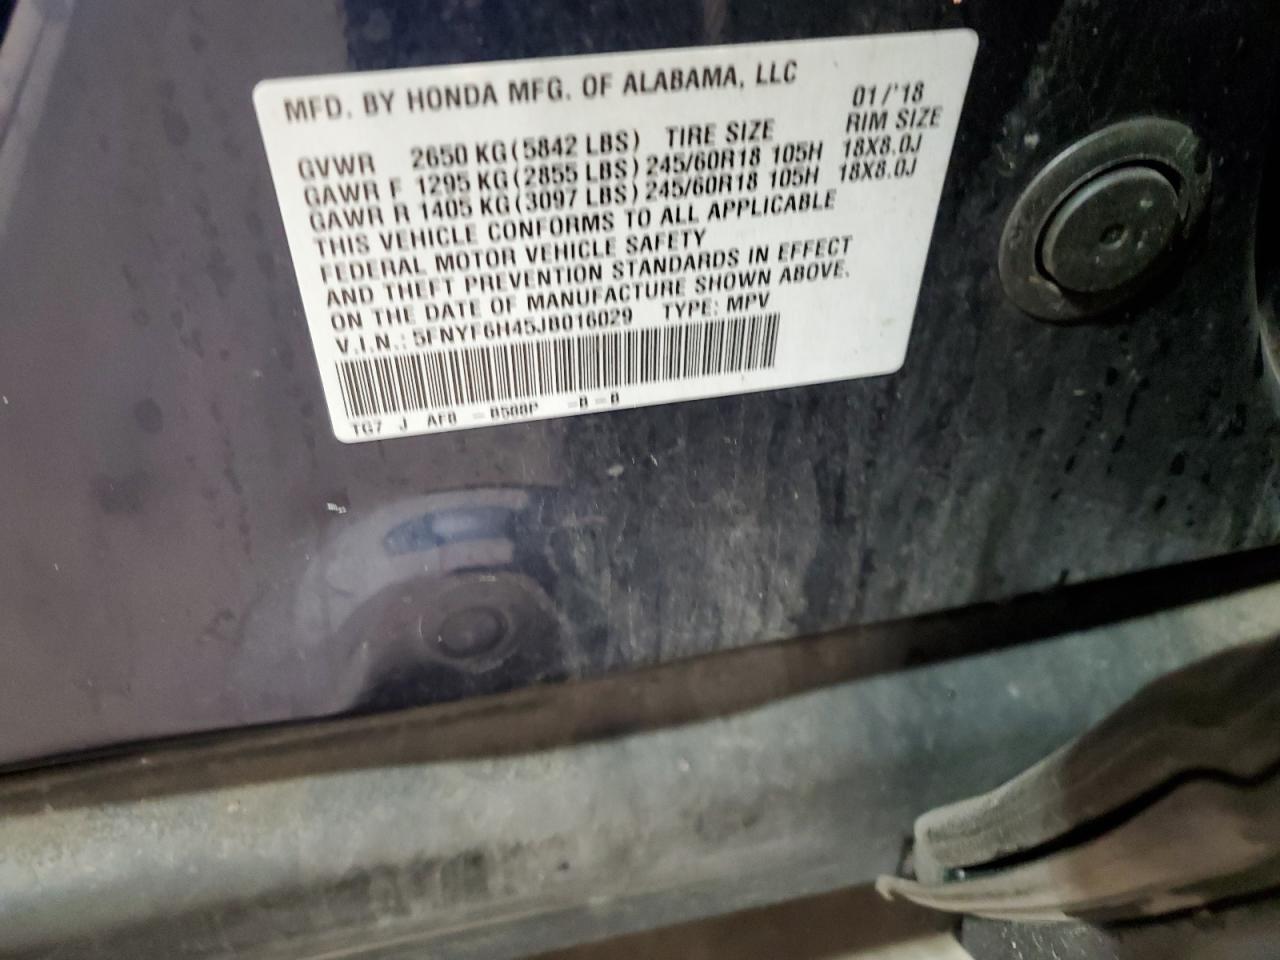 MFD. BY HONDA MFG. OF ALABAMA, LLC 01/'18
GVWR 2650 KG(5842 LBS) TIRE SIZE RIM SIZE
GAWR F 1295 KG(2855 LBS) 245/60R18 105H 18X8.0J
GAWR R 1405 KG(3097 LBS) 245/60R18 105H 18X8.0J
THIS VEHICLE CONFORMS TO ALL APPLICABLE
FEDERAL MOTOR VEHICLE SAFETY
AND THEFT PREVENTION STANDARDS IN EFFECT
ON THE DATE OF MANUFACTURE SHOWN ABOVE.
V.I.N.: 5FNYF6H45JB016029 TYPE: MPV
TG7 J AF0 - B588P -B-B